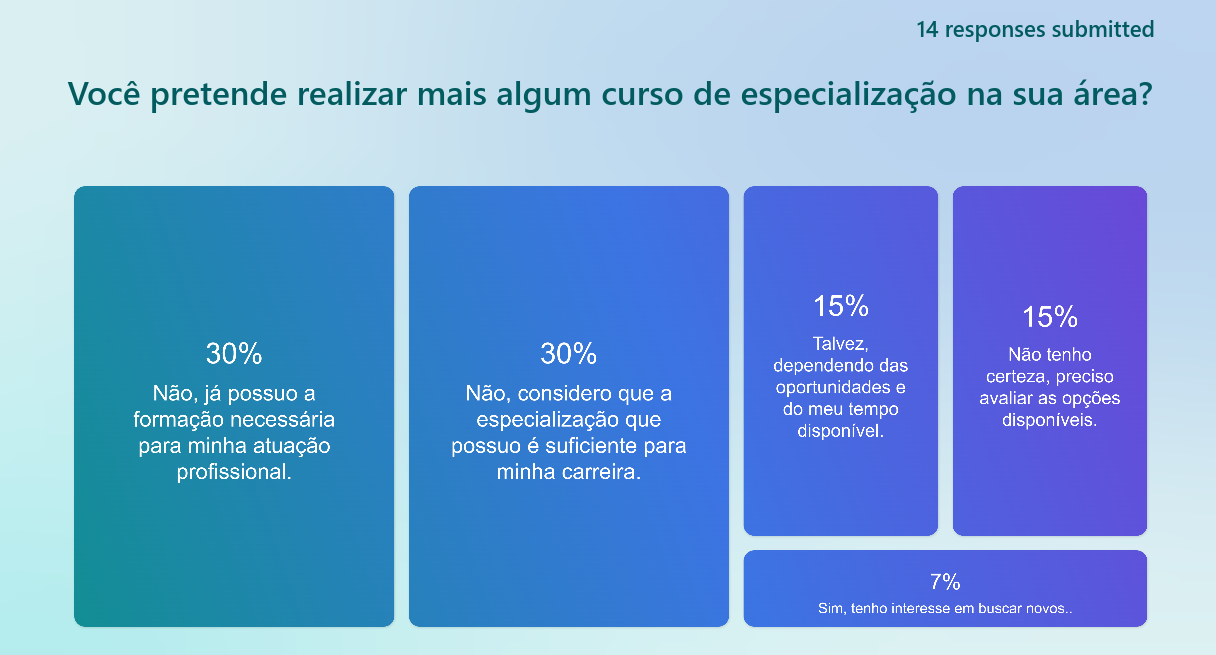 14 responses submitted
Você pretende realizar mais algum curso de especialização na sua área?
30%
Não, já possuo a
formação necessária
para minha atuação
profissional.
30%
Não, considero que a
especialização que
possuo é suficiente para
minha carreira.
15%
Talvez,
dependendo das
oportunidades e
do meu tempo
disponível.
15%
Não tenho
certeza, preciso
avaliar as opções
disponíveis.
7%
Sim, tenho interesse em buscar novos..